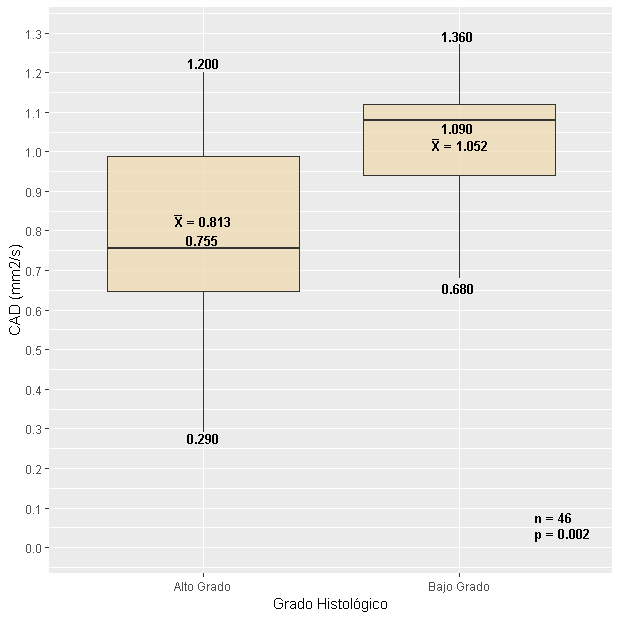 CAD (mm2/s)
1.3
1.2
1.1
1.0
0.9
0.8
0.7
0.6
0.5
0.4
0.3
0.2
0.1
0.0
1.200
X̅ = 0.813
0.755
0.290
1.360
1.090
X̅ = 1.052
0.680
n = 46
p = 0.002
Alto Grado
Bajo Grado
Grado Histológico